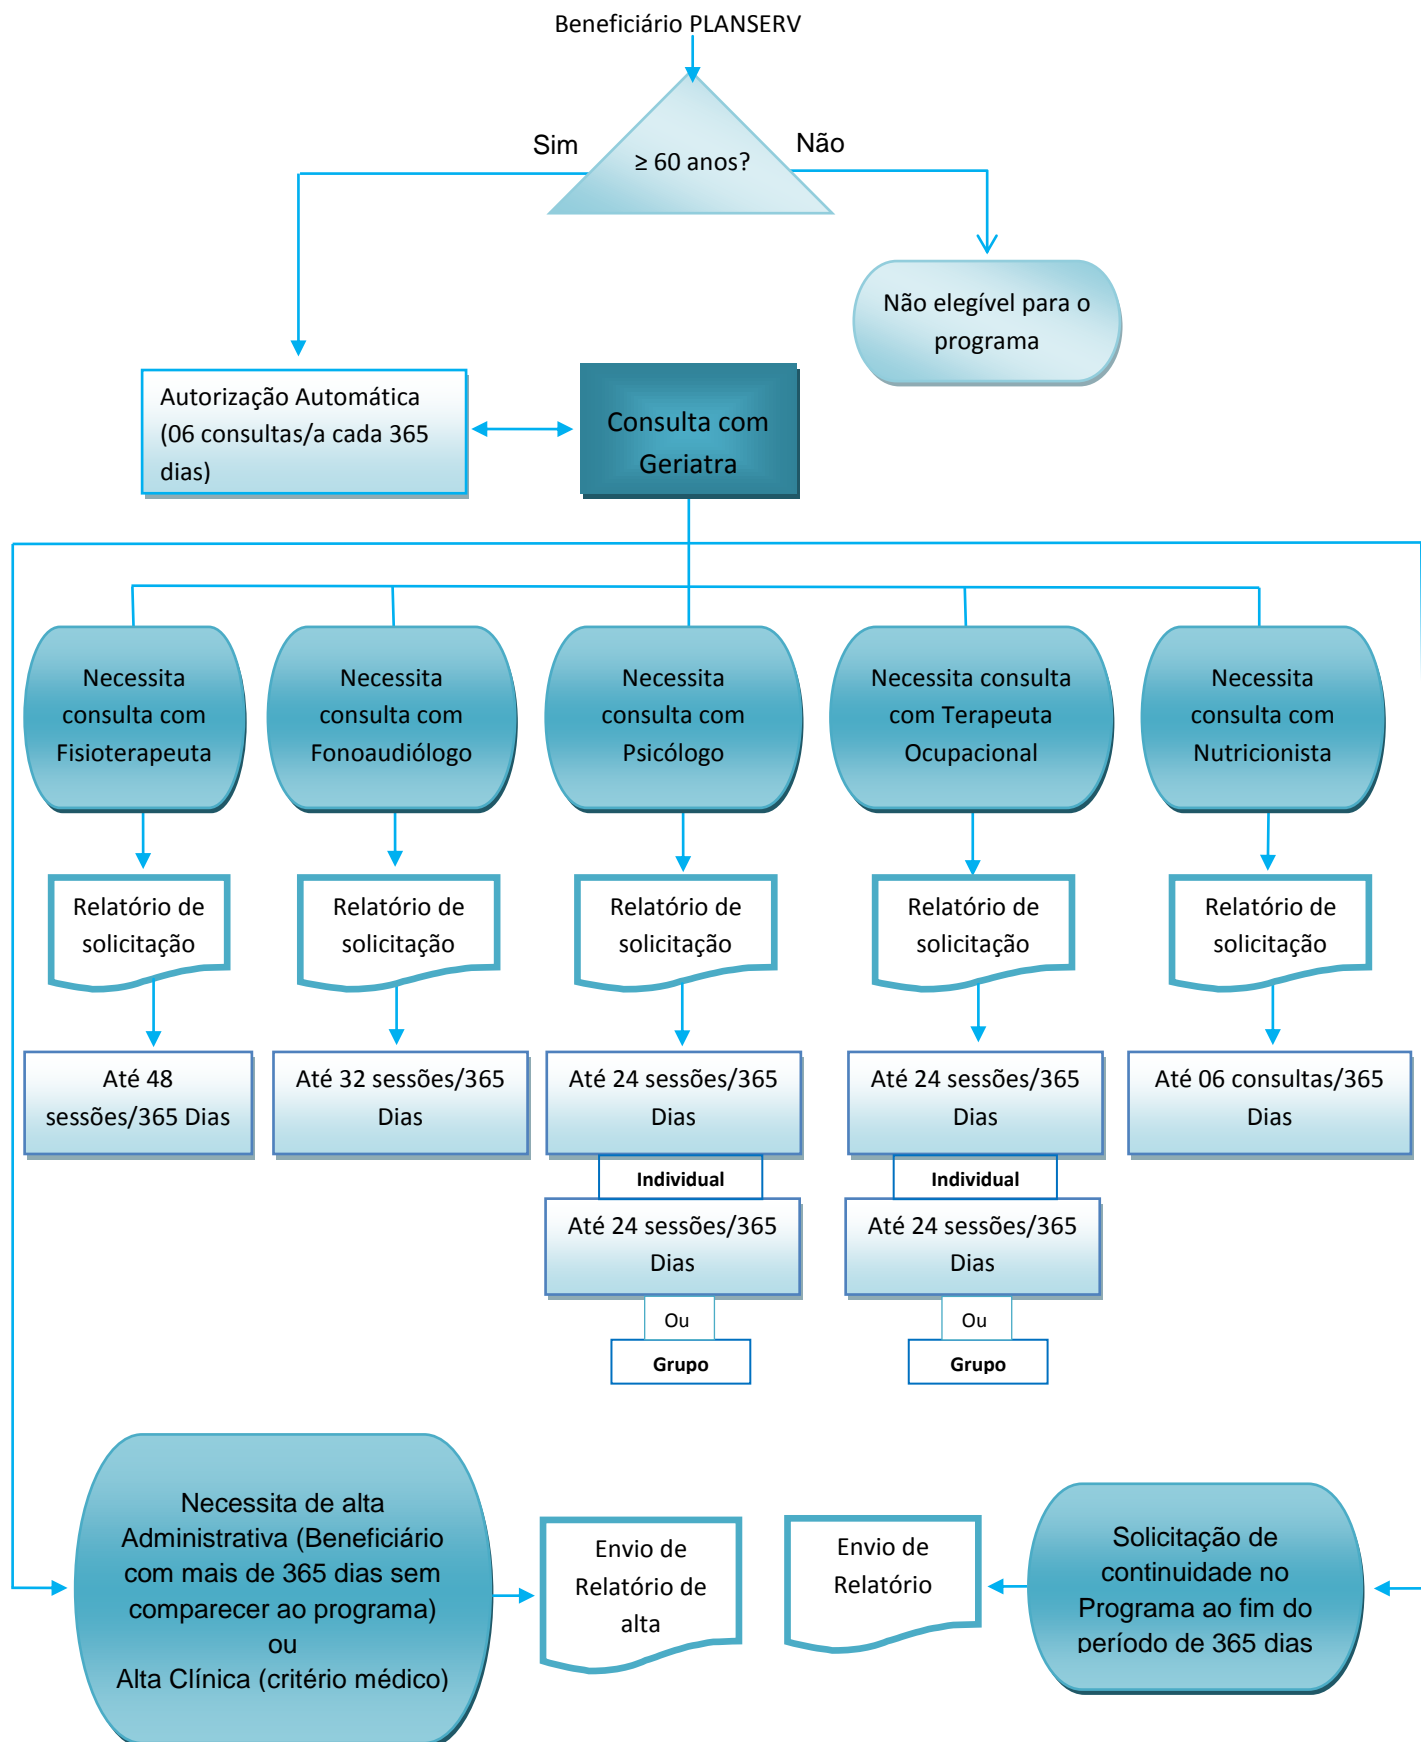 Beneficiário PLANSERV
Sim
Não
≥ 60 anos?
Não elegível para o
programa
Autorização Automática
(06 consultas/a cada 365
dias)
Consulta com
Geriatra
Necessita
consulta com
Fisioterapeuta
Necessita
consulta com
Fonoaudiólogo
Necessita
consulta com
Psicólogo
Necessita consulta
com Terapeuta
Ocupacional
Necessita
consulta com
Nutricionista
Relatório de
solicitação
Relatório de
solicitação
Relatório de
solicitação
Relatório de
solicitação
Relatório de
solicitação
Até 48
sessões/365 Dias
Até 32 sessões/365
Dias
Até 24 sessões/365
Dias
Até 24 sessões/365
Dias
Até 06 consultas/365
Dias
Individual
Individual
Até 24 sessões/365
Dias
Até 24 sessões/365
Dias
Ou
Ou
Grupo
Grupo
Necessita de alta
Administrativa (Beneficiário
com mais de 365 dias sem
comparecer ao programa)
ou
Alta Clínica (critério médico)
Envio de
Relatório de
alta
Envio de
Relatório
Solicitação de
continuidade no
Programa ao fim do
período de 365 dias